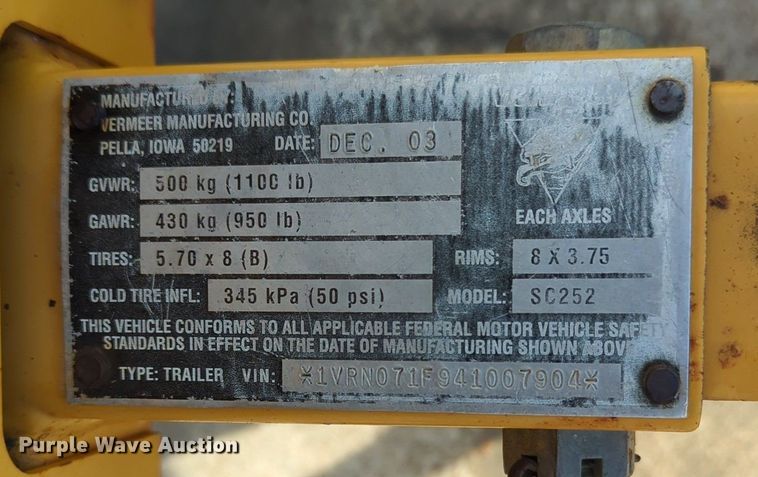 MANUFACTURED BY:
VERMEER MANUFACTURING CO.
PELLA, IOWA 50219 DATE: DEC. 03
GVWR: 500 kg (1100 lb)
GAWR: 430 kg (950 lb) EACH AXLES
TIRES: 5.70 x 8 (B) RIMS: 8 X 3.75
COLD TIRE INFL: 345 kPa (50 psi) MODEL: SC252
THIS VEHICLE CONFORMS TO ALL APPLICABLE FEDERAL MOTOR VEHICLE SAFETY
STANDARDS IN EFFECT ON THE DATE OF MANUFACTURING SHOWN ABOVE
TYPE: TRAILER VIN: *1VRN071F941007904*
Purple Wave Auction